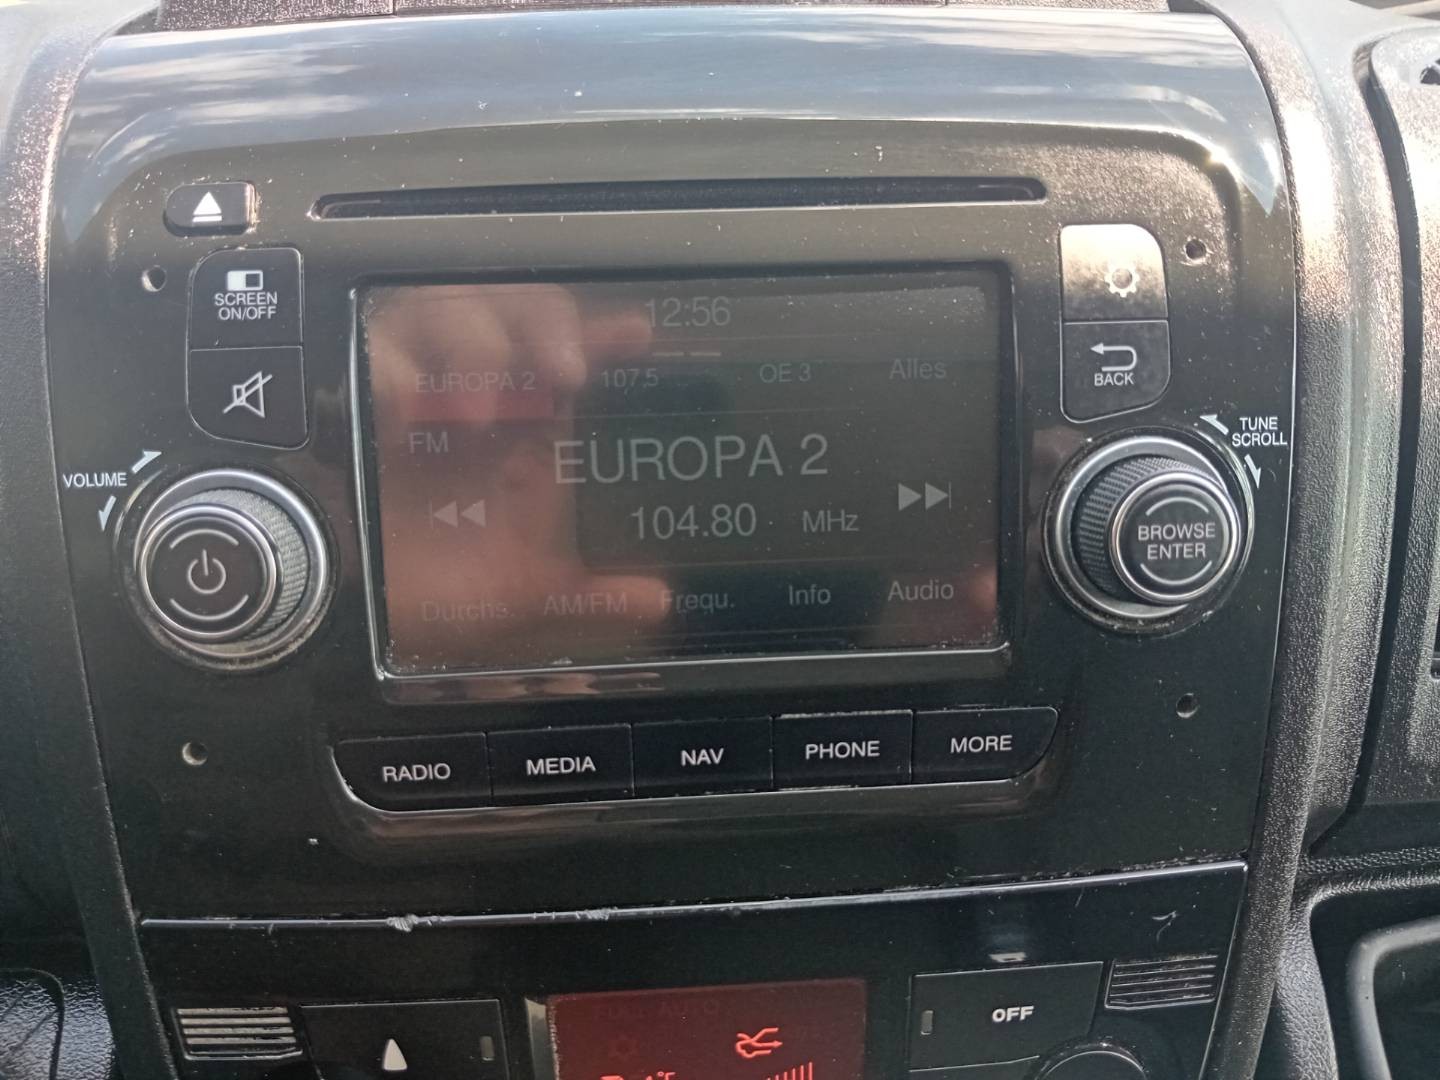 SCREEN
ON/OFF
VOLUME
12:56
EUROPA 2 107,5 OE 3 Alles
FM
EUROPA 2
104.80 MHz
Durchs. AM/FM Frequ. Info Audio
BACK
TUNE
SCROLL
BROWSE
ENTER
RADIO MEDIA NAV PHONE MORE
AUTO
OFF
°F